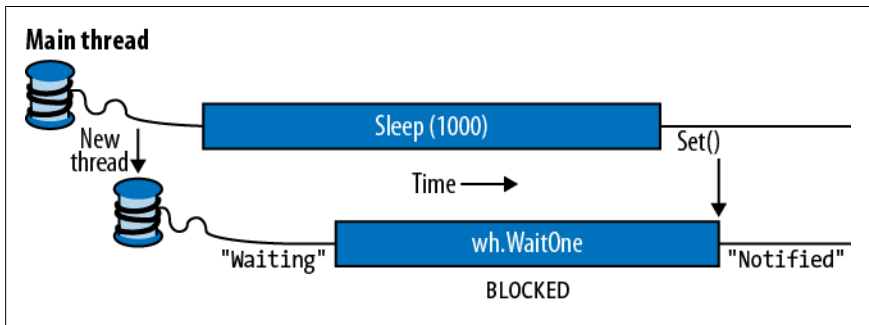 Main thread
Sleep (1000)
New
thread
Set()
Time
wh.WaitOne
"Waiting"
"Notified"
BLOCKED